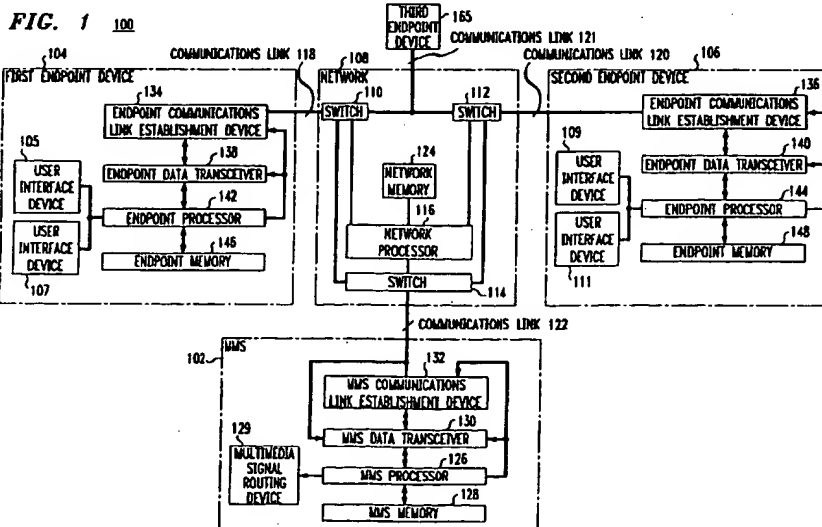 FIG. 1 100
THIRD
ENDPOINT
DEVICE
165
COMMUNICATIONS LINK 121
COMMUNICATIONS
LINK 118
COMMUNICATIONS LINK 120
104
FIRST ENDPOINT DEVICE
134
ENDPOINT COMMUNICATIONS
LINK ESTABLISHMENT DEVICE
105
USER
INTERFACE
DEVICE
138
ENDPOINT DATA TRANSCEIVER
142
ENDPOINT PROCESSOR
USER
INTERFACE
DEVICE
107
146
ENDPOINT MEMORY
108
NETWORK
110
SWITCH
112
SWITCH
124
NETWORK
MEMORY
116
NETWORK
PROCESSOR
SWITCH
114
106
SECOND ENDPOINT DEVICE
136
ENDPOINT COMMUNICATIONS
LINK ESTABLISHMENT DEVICE
109
USER
INTERFACE
DEVICE
140
ENDPOINT DATA TRANSCEIVER
144
ENDPOINT PROCESSOR
USER
INTERFACE
DEVICE
111
148
ENDPOINT MEMORY
COMMUNICATIONS LINK 122
102
MMS
132
MMS COMMUNICATIONS
LINK ESTABLISHMENT DEVICE
130
MMS DATA TRANSCEIVER
129
MULTIMEDIA
SIGNAL
ROUTING
DEVICE
126
MMS PROCESSOR
128
MMS MEMORY